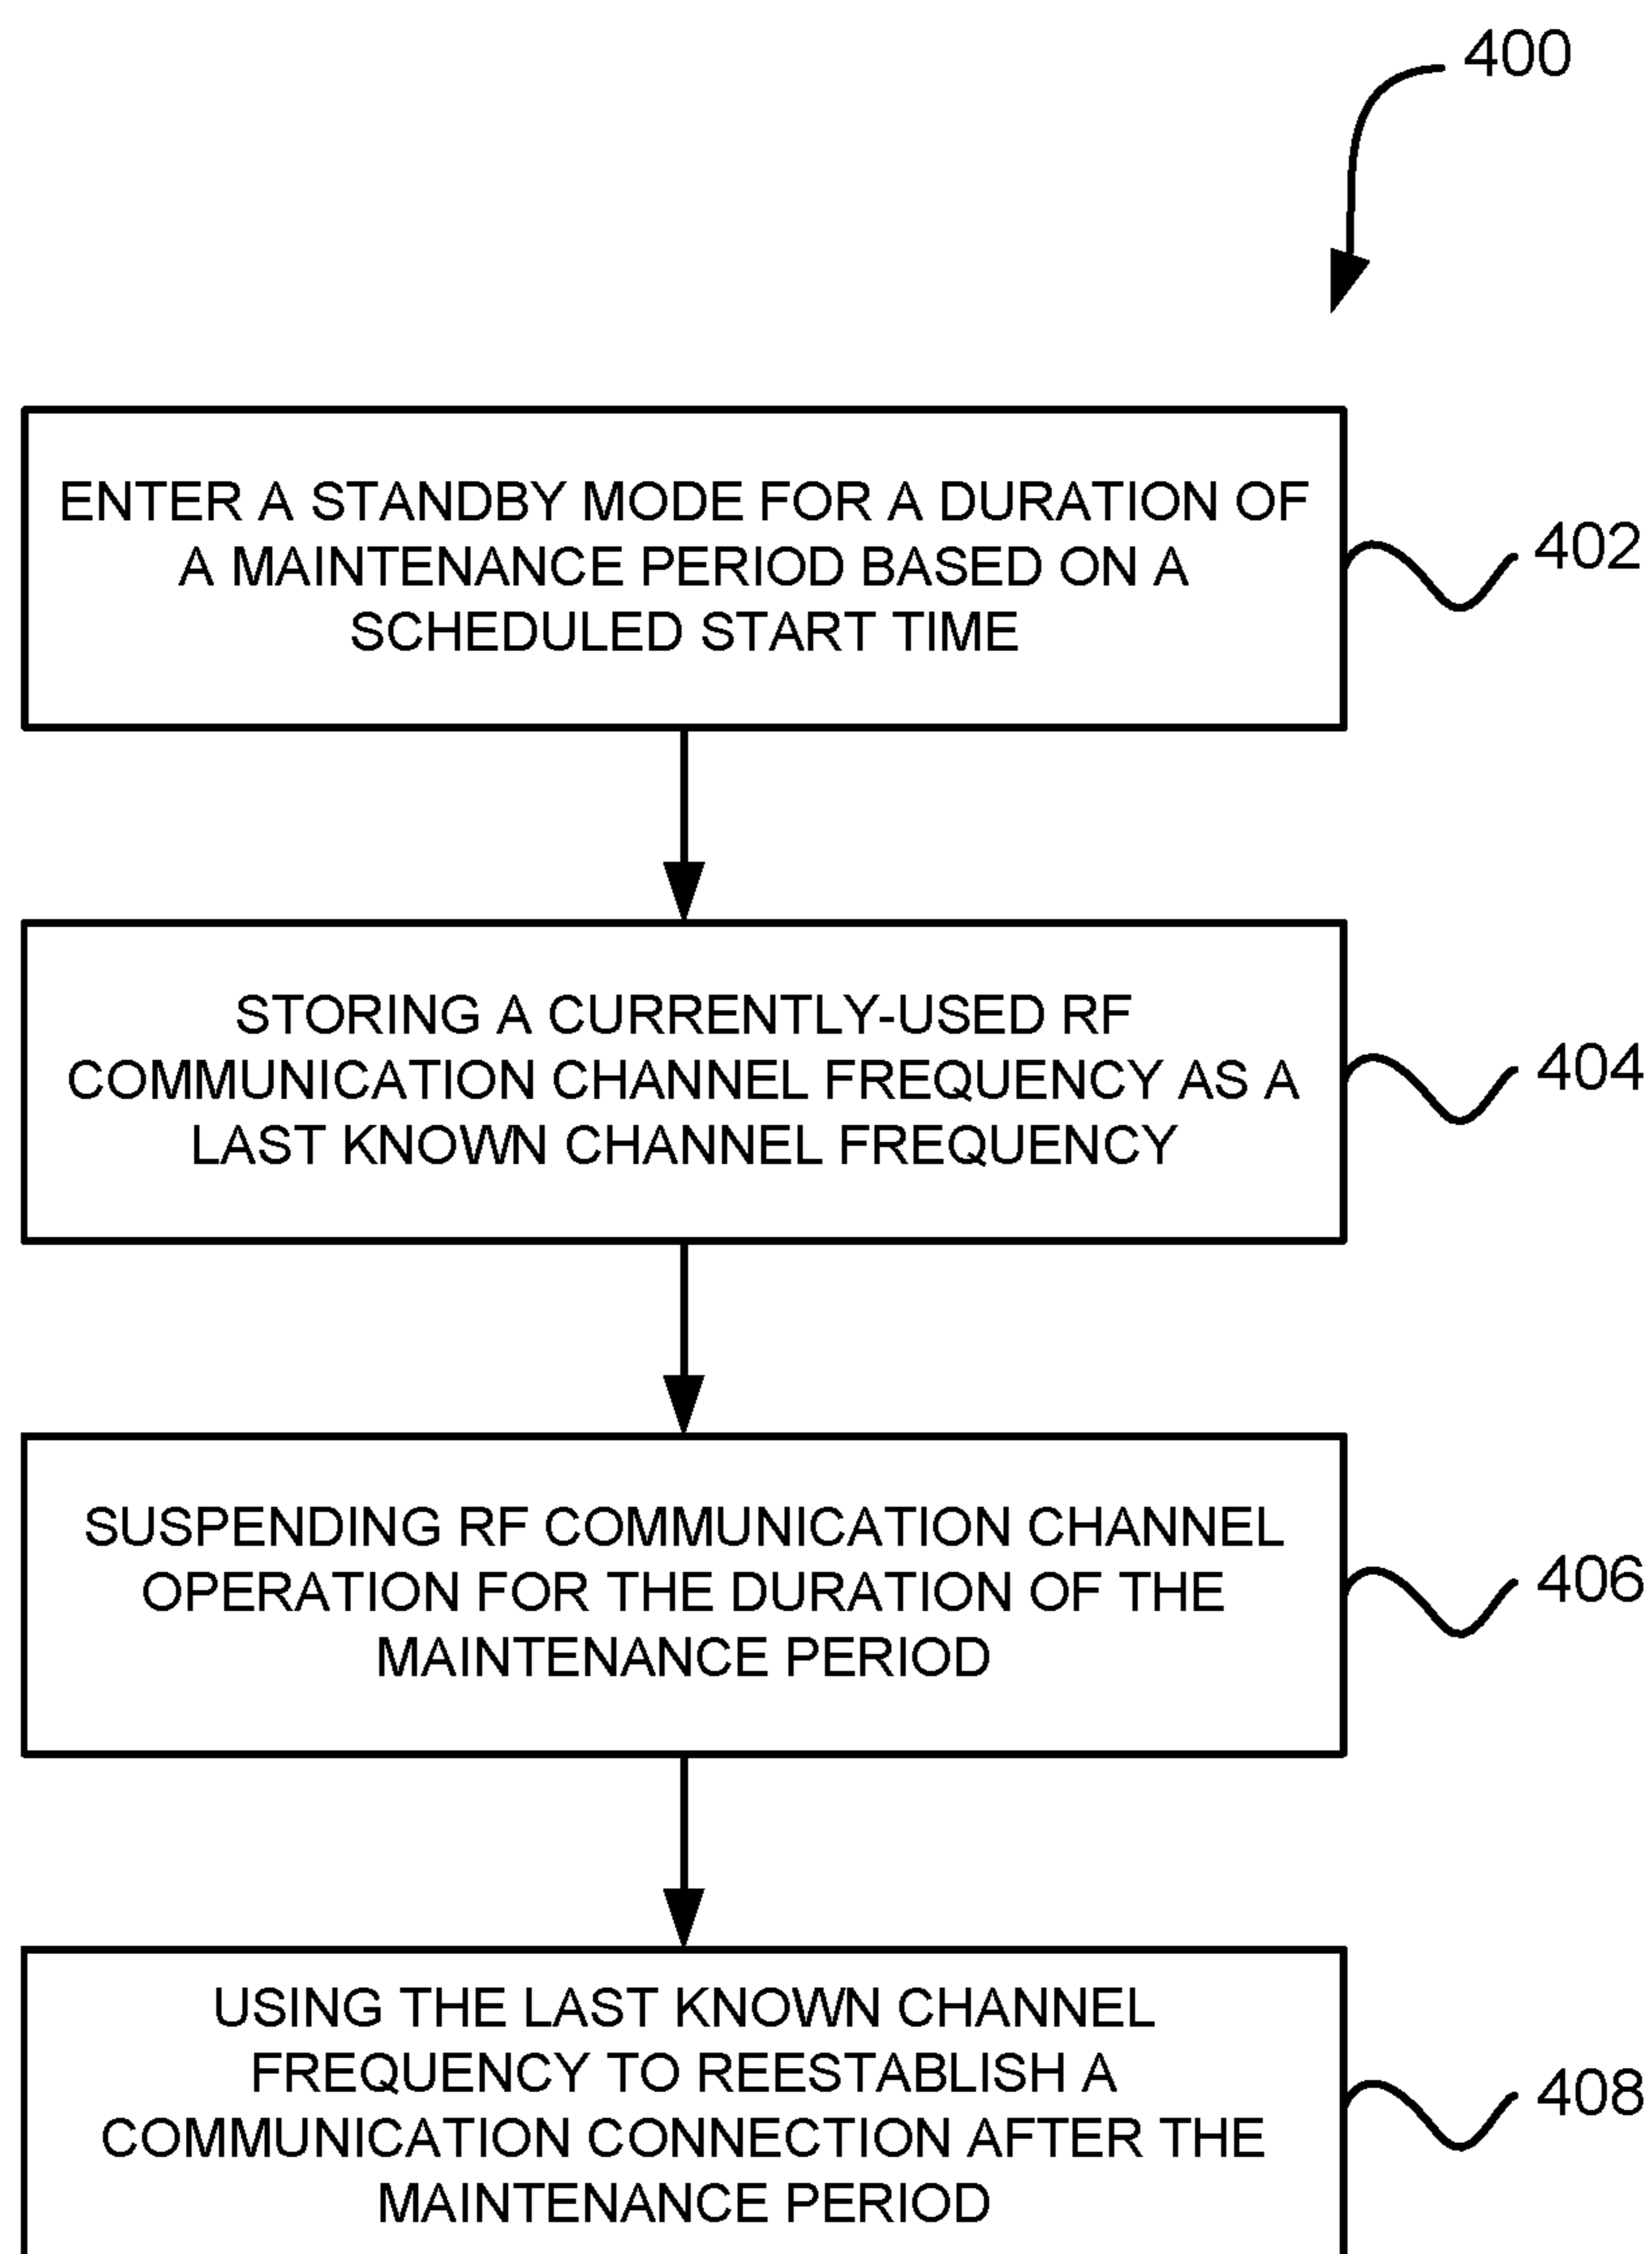 400
ENTER A STANDBY MODE FOR A DURATION OF
A MAINTENANCE PERIOD BASED ON A
SCHEDULED START TIME
402
STORING A CURRENTLY-USED RF
COMMUNICATION CHANNEL FREQUENCY AS A
LAST KNOWN CHANNEL FREQUENCY
404
SUSPENDING RF COMMUNICATION CHANNEL
OPERATION FOR THE DURATION OF THE
MAINTENANCE PERIOD
406
USING THE LAST KNOWN CHANNEL
FREQUENCY TO REESTABLISH A
COMMUNICATION CONNECTION AFTER THE
MAINTENANCE PERIOD
408